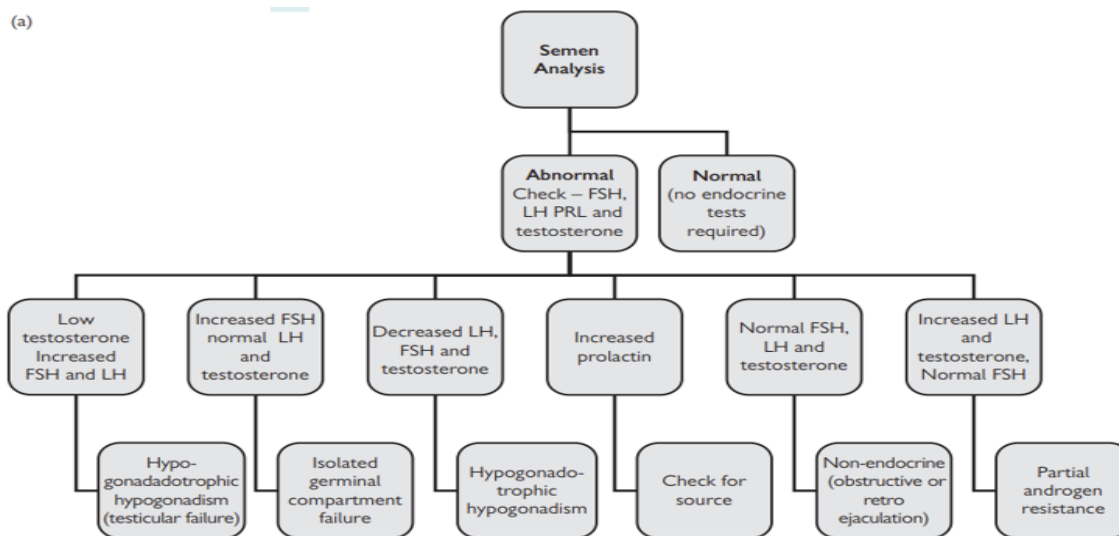 (a)
Semen
Analysis
Abnormal
Check – FSH,
LH PRL and
testosterone
Normal
(no endocrine
tests
required)
Low
testosterone
Increased
FSH and LH
Increased FSH
normal LH
and
testosterone
Decreased LH,
FSH and
testosterone
Increased
prolactin
Normal FSH,
LH and
testosterone
Increased LH
and
testosterone,
Normal FSH
Hypo-
gonadadotrophic
hypogonadism
(testicular failure)
Isolated
germinal
compartment
failure
Hypogonado-
trophic
hypogonadism
Check for
source
Non-endocrine
(obstructive or
retro
ejaculation)
Partial
androgen
resistance